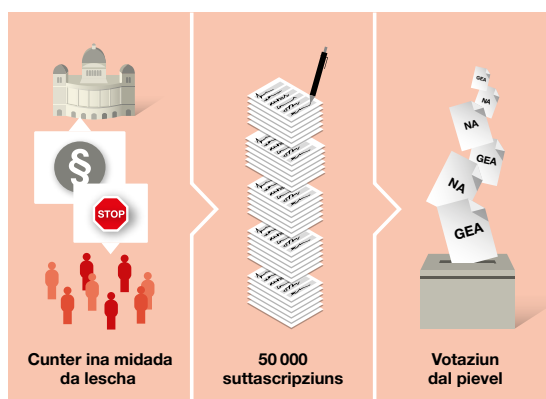 §
STOP
Cunter ina midada
da lescha
50 000
suttascripziuns
GEA
NA
NA
GEA
NA
GEA
Votaziun
dal pievel